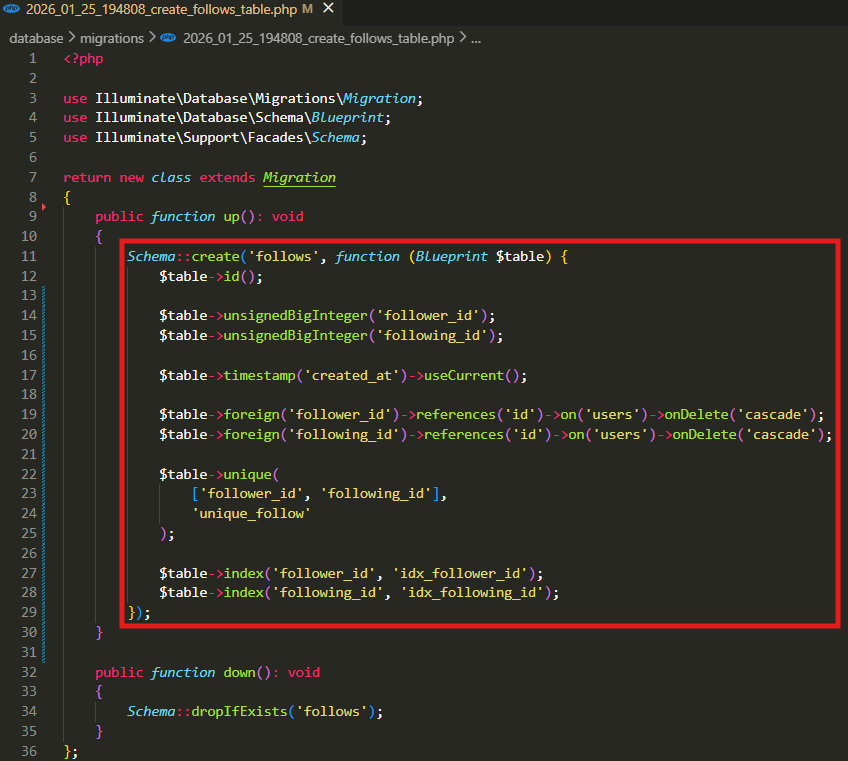 php 2026_01_25_194808_create_follows_table.php M ×
database > migrations > php 2026_01_25_194808_create_follows_table.php > ...
1 <?php
2
3 use Illuminate\Database\Migrations\Migration;
4 use Illuminate\Database\Schema\Blueprint;
5 use Illuminate\Support\Facades\Schema;
6
7 return new class extends Migration
8 {
9     public function up(): void
10     {
11         Schema::create('follows', function (Blueprint $table) {
12             $table->id();
13
14             $table->unsignedBigInteger('follower_id');
15             $table->unsignedBigInteger('following_id');
16
17             $table->timestamp('created_at')->useCurrent();
18
19             $table->foreign('follower_id')->references('id')->on('users')->onDelete('cascade');
20             $table->foreign('following_id')->references('id')->on('users')->onDelete('cascade');
21
22             $table->unique(
23                 ['follower_id', 'following_id'],
24                 'unique_follow'
25             );
26
27             $table->index('follower_id', 'idx_follower_id');
28             $table->index('following_id', 'idx_following_id');
29         });
30     }
31
32     public function down(): void
33     {
34         Schema::dropIfExists('follows');
35     }
36 };